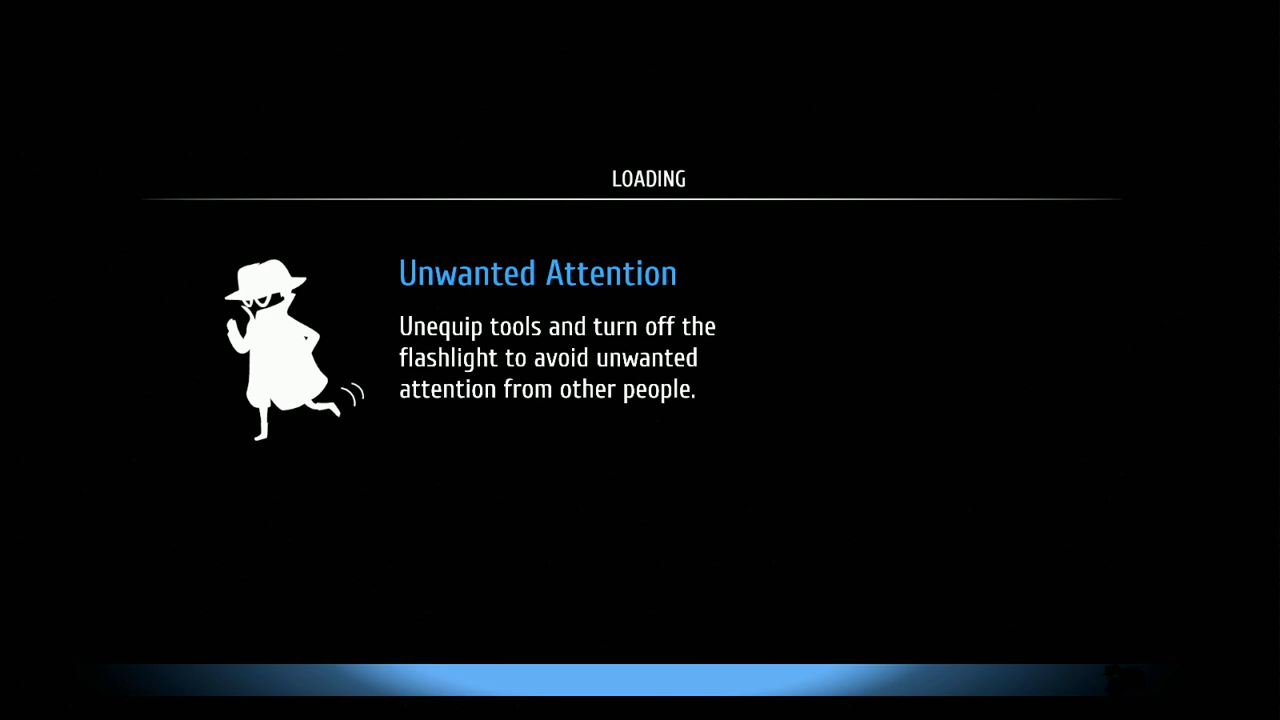 LOADING
Unwanted Attention
Unequip tools and turn off the
flashlight to avoid unwanted
attention from other people.